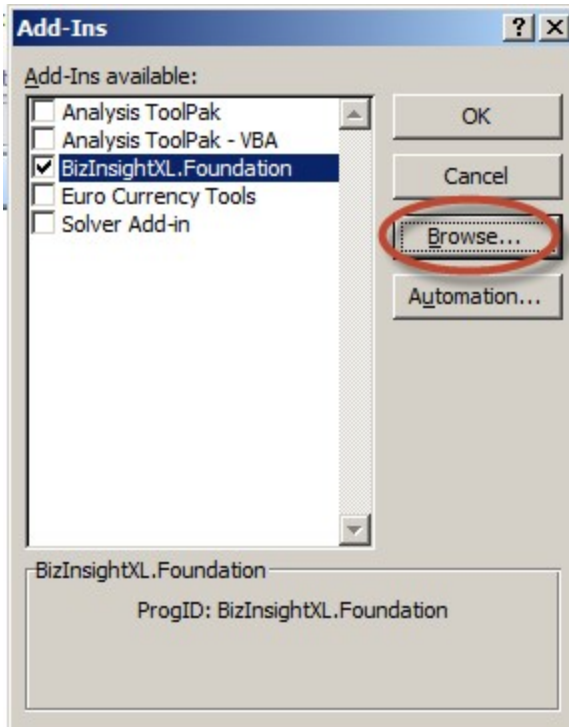 Add-Ins
Add-Ins available:
Analysis ToolPak
Analysis ToolPak - VBA
BizInsightXL.Foundation
Euro Currency Tools
Solver Add-in
OK
Cancel
Browse...
Automation...
BizInsightXL.Foundation
ProgID: BizInsightXL.Foundation